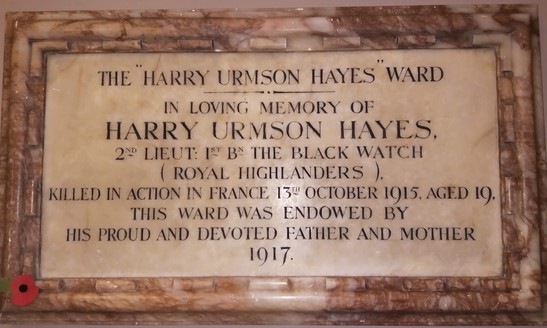 THE "HARRY URMSON HAYES" WARD
IN LOVING MEMORY OF
HARRY URMSON HAYES,
2ND LIEUT: 1ST BN THE BLACK WATCH
( ROYAL HIGHLANDERS ),
KILLED IN ACTION IN FRANCE 13TH OCTOBER 1915, AGED 19.
THIS WARD WAS ENDOWED BY
HIS PROUD AND DEVOTED FATHER AND MOTHER
1917.